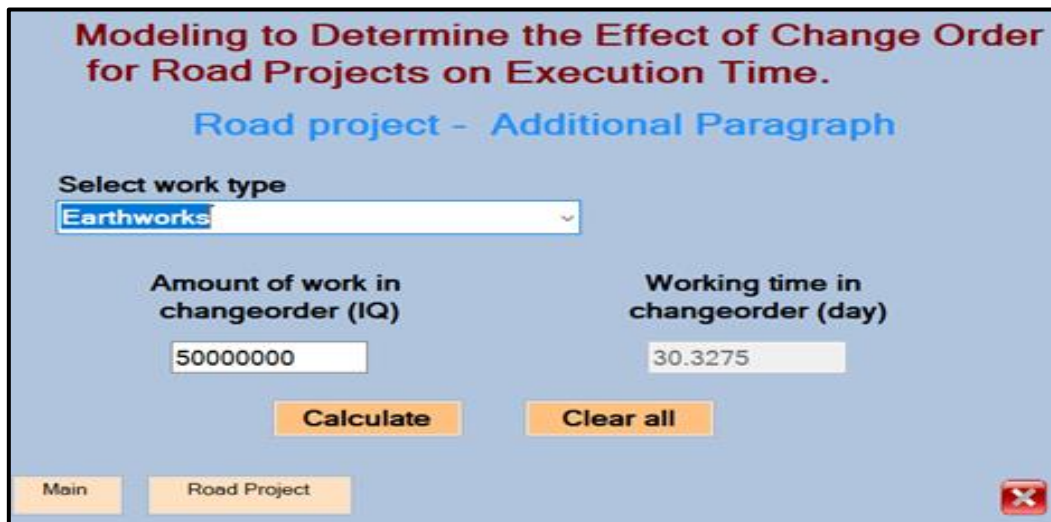 Modeling to Determine the Effect of Change Order
for Road Projects on Execution Time.
Road project - Additional Paragraph
Select work type
Earthworks
Amount of work in
changeorder (IQ)
Working time in
changeorder (day)
50000000
30.3275
Calculate
Clear all
Main
Road Project